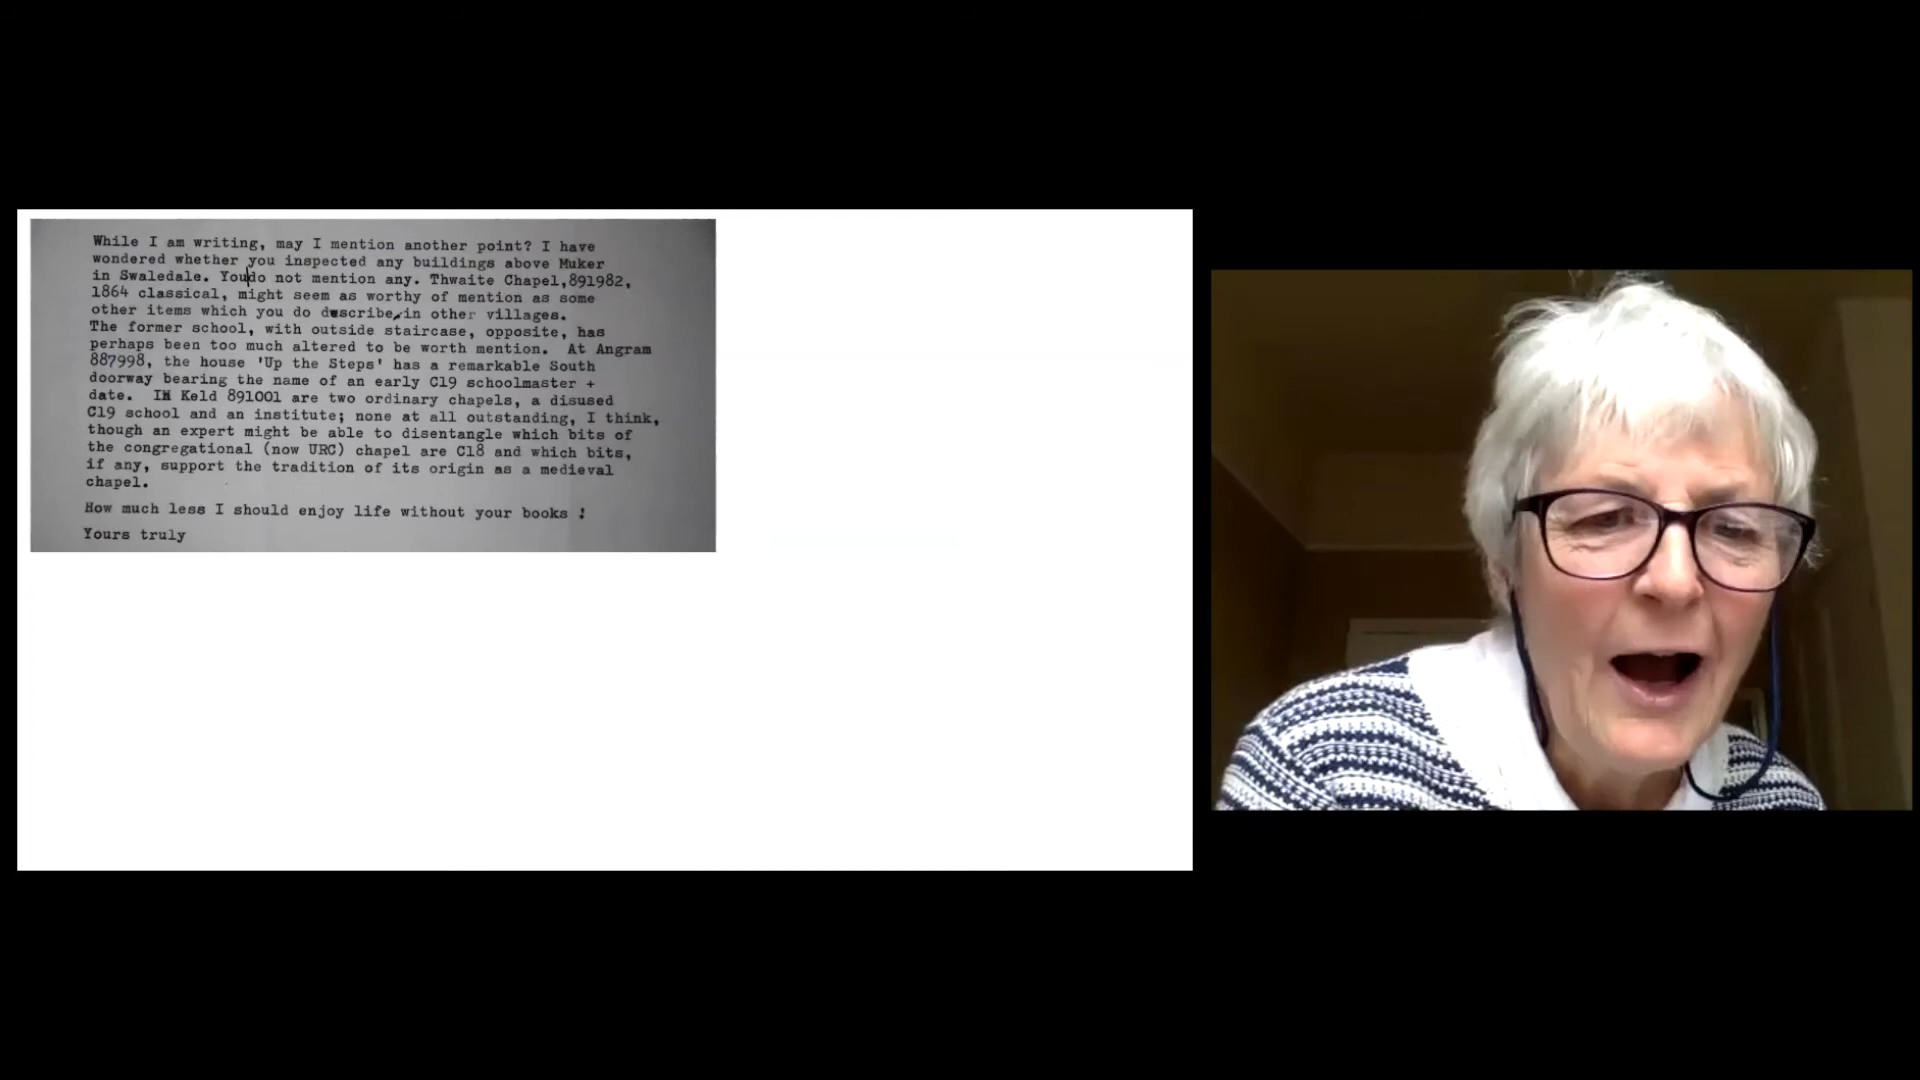 While I am writing, may I mention another point? I have
wondered whether you inspected any buildings above Muker
in Swaledale. You do not mention any. Thwaite Chapel,891982,
1864 classical, might seem as worthy of mention as some
other items which you do describe, in other villages.
The former school, with outside staircase, opposite, has
perhaps been too much altered to be worth mention. At Angram
887998, the house 'Up the Steps' has a remarkable South
doorway bearing the name of an early C19 schoolmaster +
date. IN Keld 891001 are two ordinary chapels, a disused
C19 school and an institute; none at all outstanding, I think,
though an expert might be able to disentangle which bits of
the congregational (now URC) chapel are C18 and which bits,
if any, support the tradition of its origin as a medieval
chapel.
How much less I should enjoy life without your books !
Yours truly